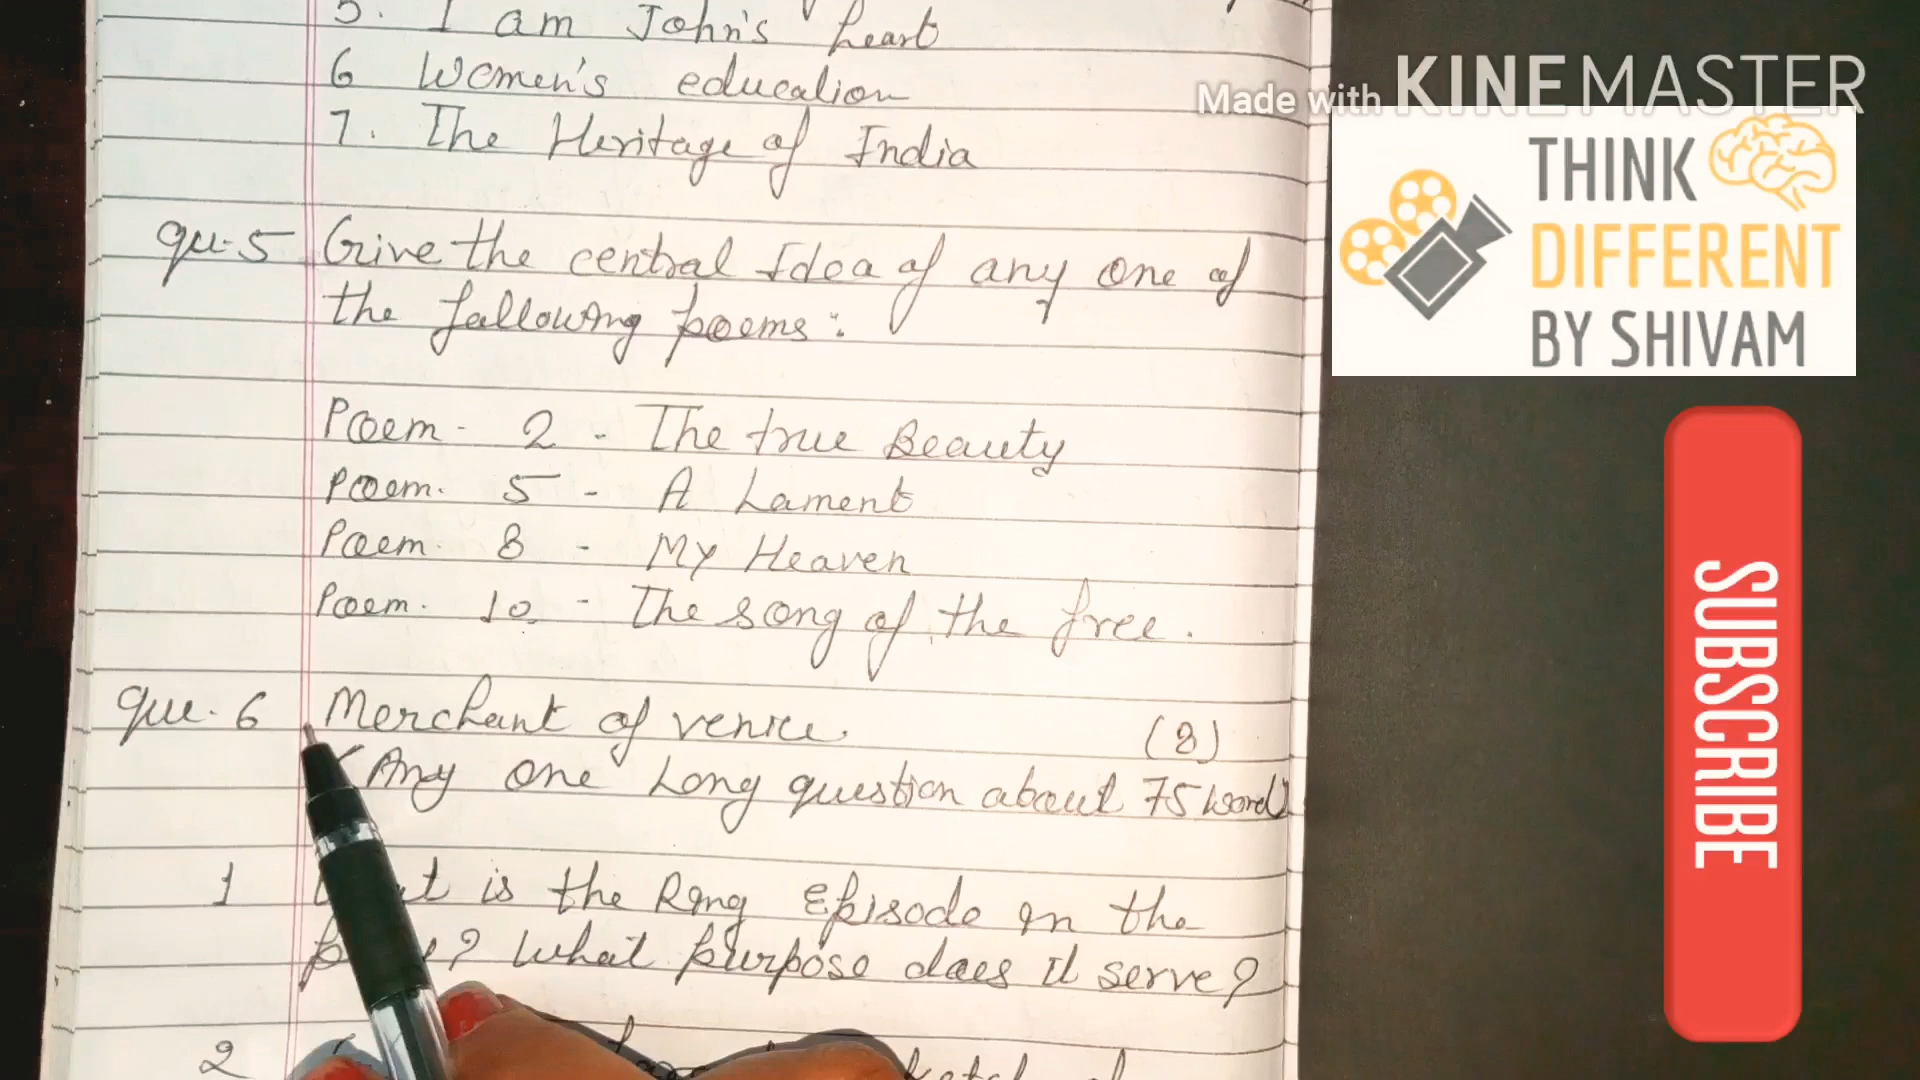 5. I am John's heart
6 Women's education
7. The Heritage of India
Made with KINEMASTER
THINK
DIFFERENT
BY SHIVAM
SUBSCRIBE
qu. 5 Give the central Idea of any one of
the following poems:
Poem - 2 - The true Beauty
Poem. 5 - A Lament
Poem. 8 - My Heaven
Poem. 10 - The song of the free.
que. 6 Merchant of venice. (8)
(Any one Long question about 75 word)
1 is the Ring Episode in the
? What purpose does it serve?
2